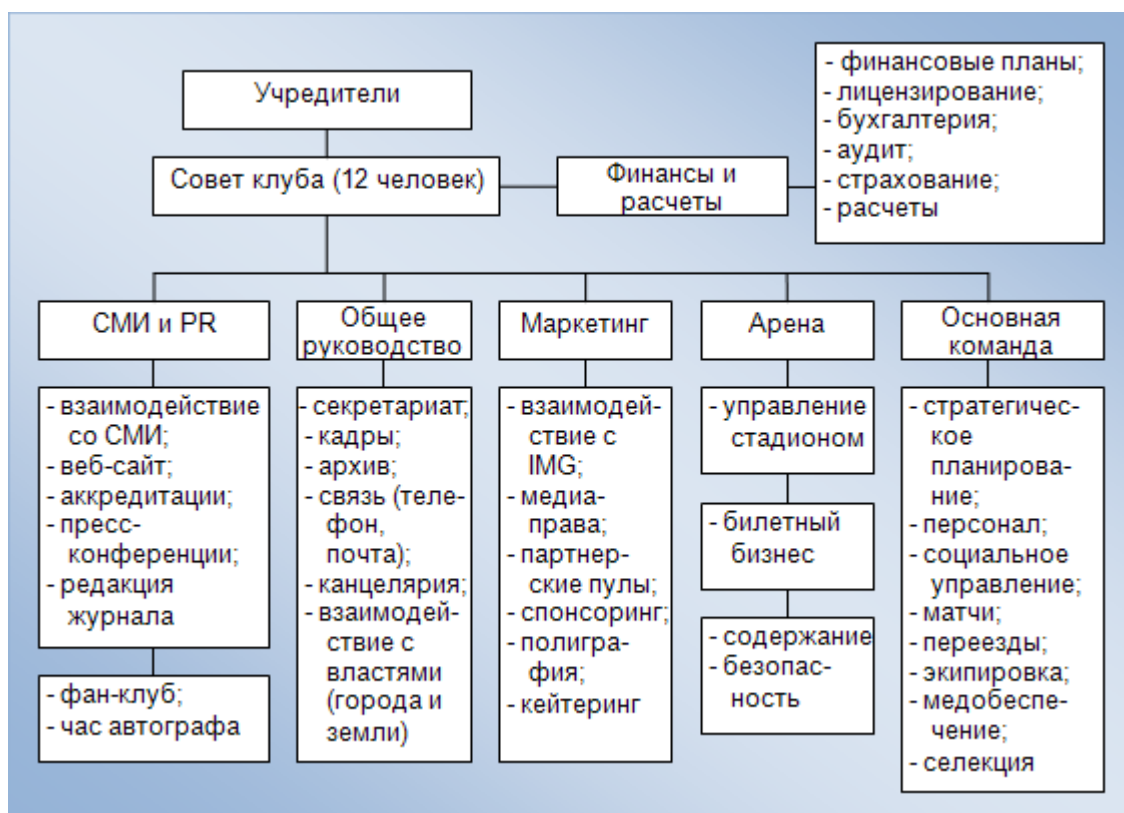 Учредители
Совет клуба (12 человек)
Финансы и
расчеты
- финансовые планы;
- лицензирование;
- бухгалтерия;
- аудит;
- страхование;
- расчеты
СМИ и PR
Общее
руководство
Маркетинг
Арена
Основная
команда
- взаимодействие
со СМИ;
- веб-сайт;
- аккредитации;
- пресс-
конференции;
- редакция
журнала
- фан-клуб;
- час автографа
- секретариат;
- кадры;
- архив;
- связь (теле-
фон,
почта);
- канцелярия;
- взаимодей-
ствие с
властями
(города и
земли)
- взаимодей-
ствие с
IMG;
- медиа-
права;
- партнер-
ские пулы;
- спонсоринг;
- полигра-
фия;
- кейтеринг
- управление
стадионом
- билетный
бизнес
- содержание
- безопас-
ность
- стратегичес-
кое
планирова-
ние;
- персонал;
- социальное
управление;
- матчи;
- переезды;
- экипировка;
- медобеспе-
чение;
- селекция